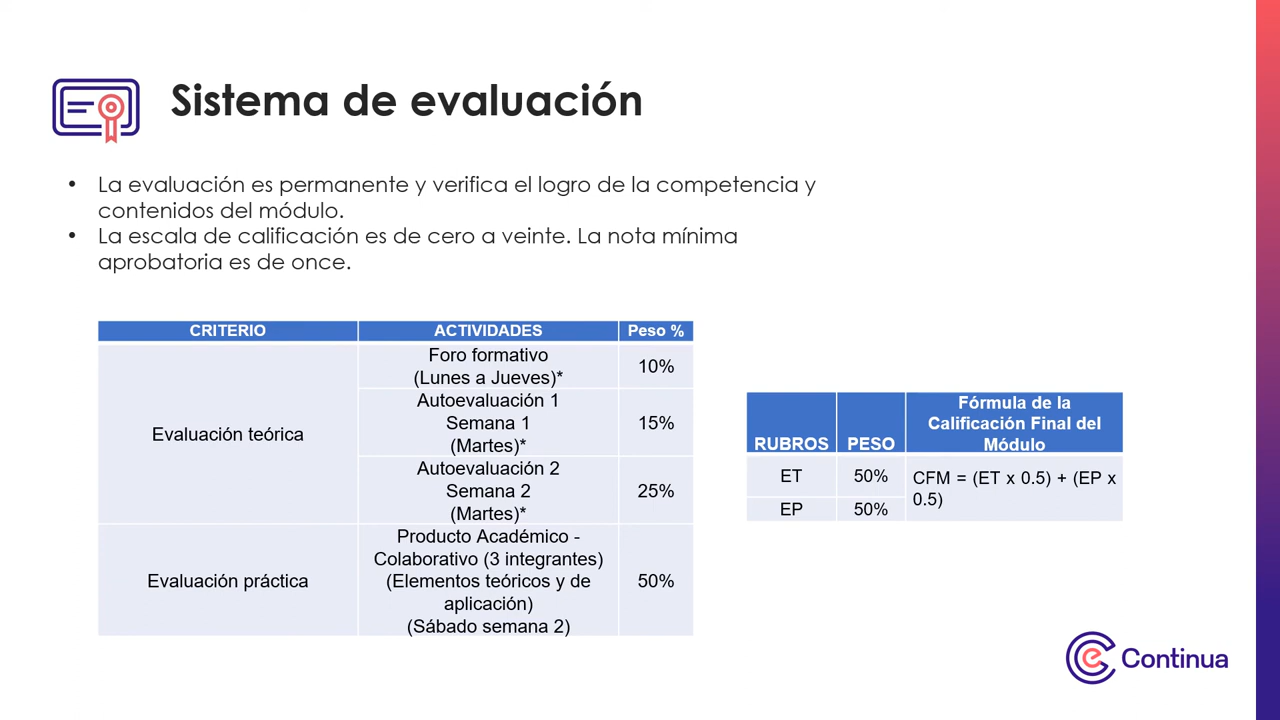 Sistema de evaluación
• La evaluación es permanente y verifica el logro de la competencia y
contenidos del módulo.
• La escala de calificación es de cero a veinte. La nota mínima
aprobatoria es de once.
CRITERIO ACTIVIDADES Peso %
Evaluación teórica
Foro formativo
(Lunes a Jueves)*
10%
Autoevaluación 1
Semana 1
(Martes)*
15%
Autoevaluación 2
Semana 2
(Martes)*
25%
Evaluación práctica
Producto Académico -
Colaborativo (3 integrantes)
(Elementos teóricos y de
aplicación)
(Sábado semana 2)
50%
RUBROS PESO
Fórmula de la
Calificación Final del
Módulo
ET 50%
EP 50%
CFM = (ET x 0.5) + (EP x
0.5)
Continua